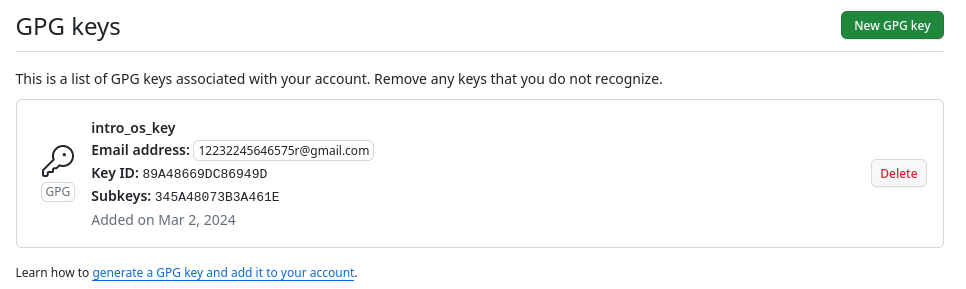 GPG keys
New GPG key
This is a list of GPG keys associated with your account. Remove any keys that you do not recognize.
intro_os_key
Email address: 12232245646575r@gmail.com
Key ID: 89A48669DC86949D
GPG
Delete
Subkeys: 345A48073B3A461E
Added on Mar 2, 2024
Learn how to generate a GPG key and add it to your account.